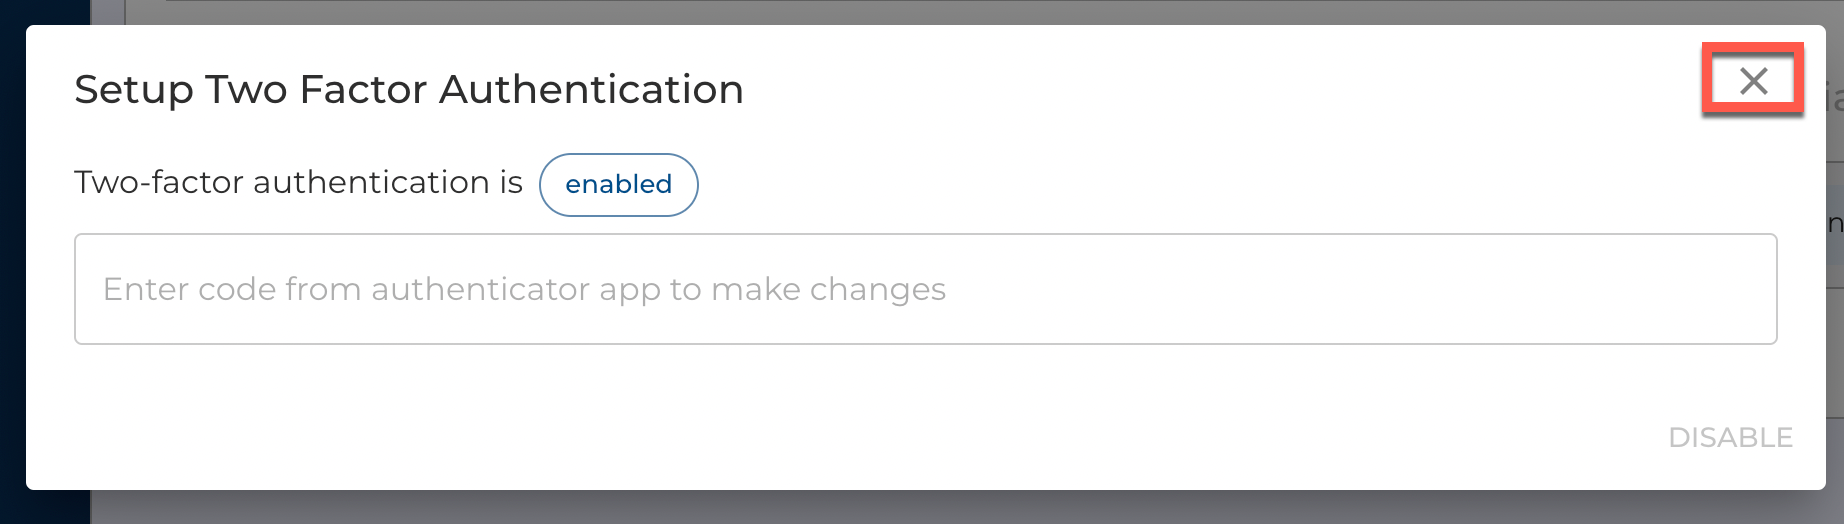 Setup Two Factor Authentication
Two-factor authentication is enabled
Enter code from authenticator app to make changes
DISABLE